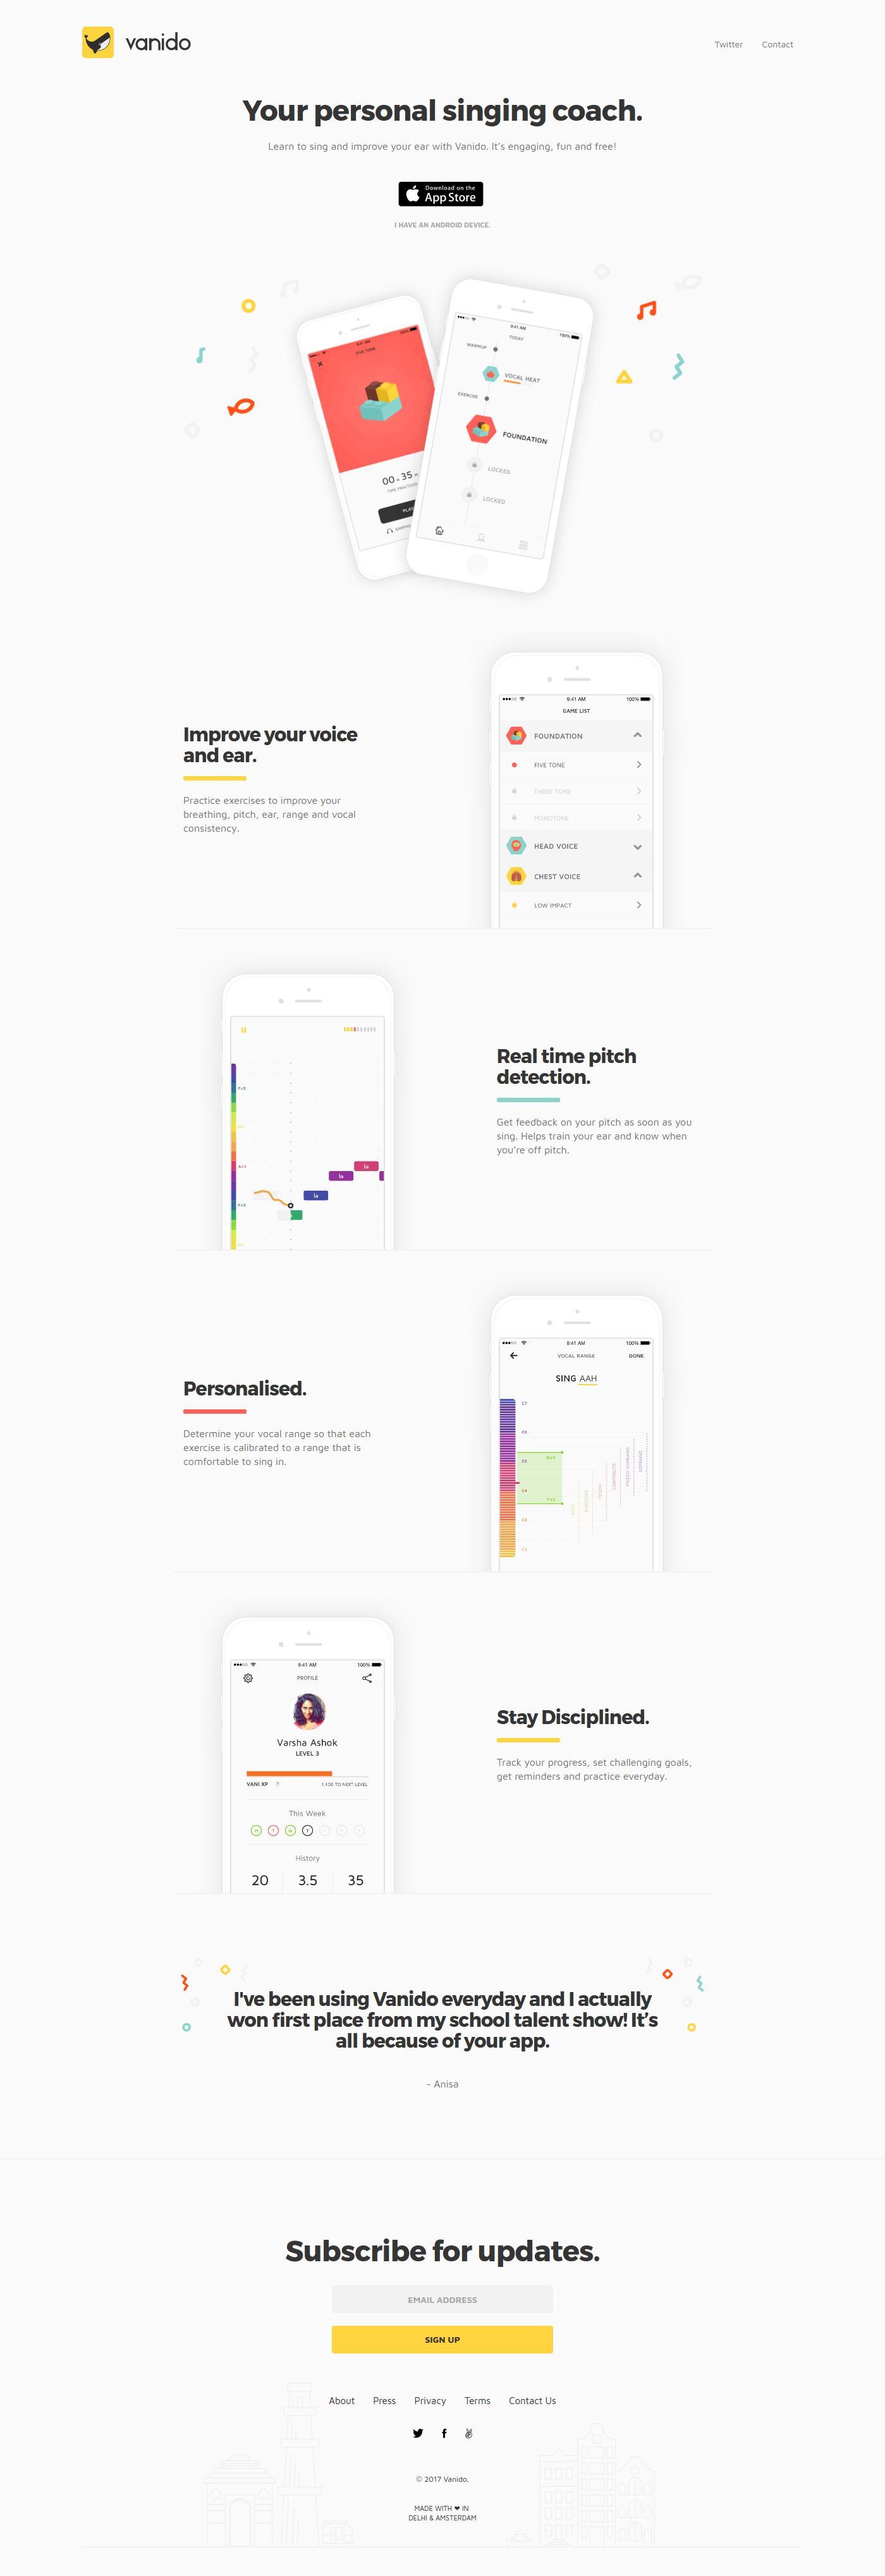 vanido
Twitter
Contact
Your personal singing coach.
Learn to sing and improve your ear with Vanido. It's engaging, fun and free!
Download on the
App Store
I HAVE AN ANDROID DEVICE.
9:41 AM
100%
FIVE TONE
00
35
PLAY
9:41 AM
100%
TODAY
WARMUP
VOCAL HEAT
EXERCISE
FOUNDATION
LOCKED
LOCKED
Improve your voice
and ear.
Practice exercises to improve your
breathing, pitch, ear, range and vocal
consistency.
9:41 AM
100%
GAME LIST
FOUNDATION
FIVE TONE
THREE TONE
MONOTONE
HEAD VOICE
CHEST VOICE
LOW IMPACT
la
la
la
Real time pitch
detection.
Get feedback on your pitch as soon as you
sing. Helps train your ear and know when
you're off pitch.
Personalised.
Determine your vocal range so that each
exercise is calibrated to a range that is
comfortable to sing in.
9:41 AM
100%
VOCAL RANGE
DONE
SING AAH
C7
E6
E5
C4
C3
C2
TENOR
CONTRALTO
MEZZO-SOPRANO
SOPRANO
9:41 AM
100%
PROFILE
Varsha Ashok
LEVEL 3
VANI XP
TO NEXT LEVEL
This Week
M
T
W
T
History
20
3.5
35
Stay Disciplined.
Track your progress, set challenging goals,
get reminders and practice everyday.
I've been using Vanido everyday and I actually
won first place from my school talent show! It's
all because of your app.
- Anisa
Subscribe for updates.
EMAIL ADDRESS
SIGN UP
About
Press
Privacy
Terms
Contact Us
© 2017 Vanido.
MADE WITH ❤ IN
DELHI & AMSTERDAM